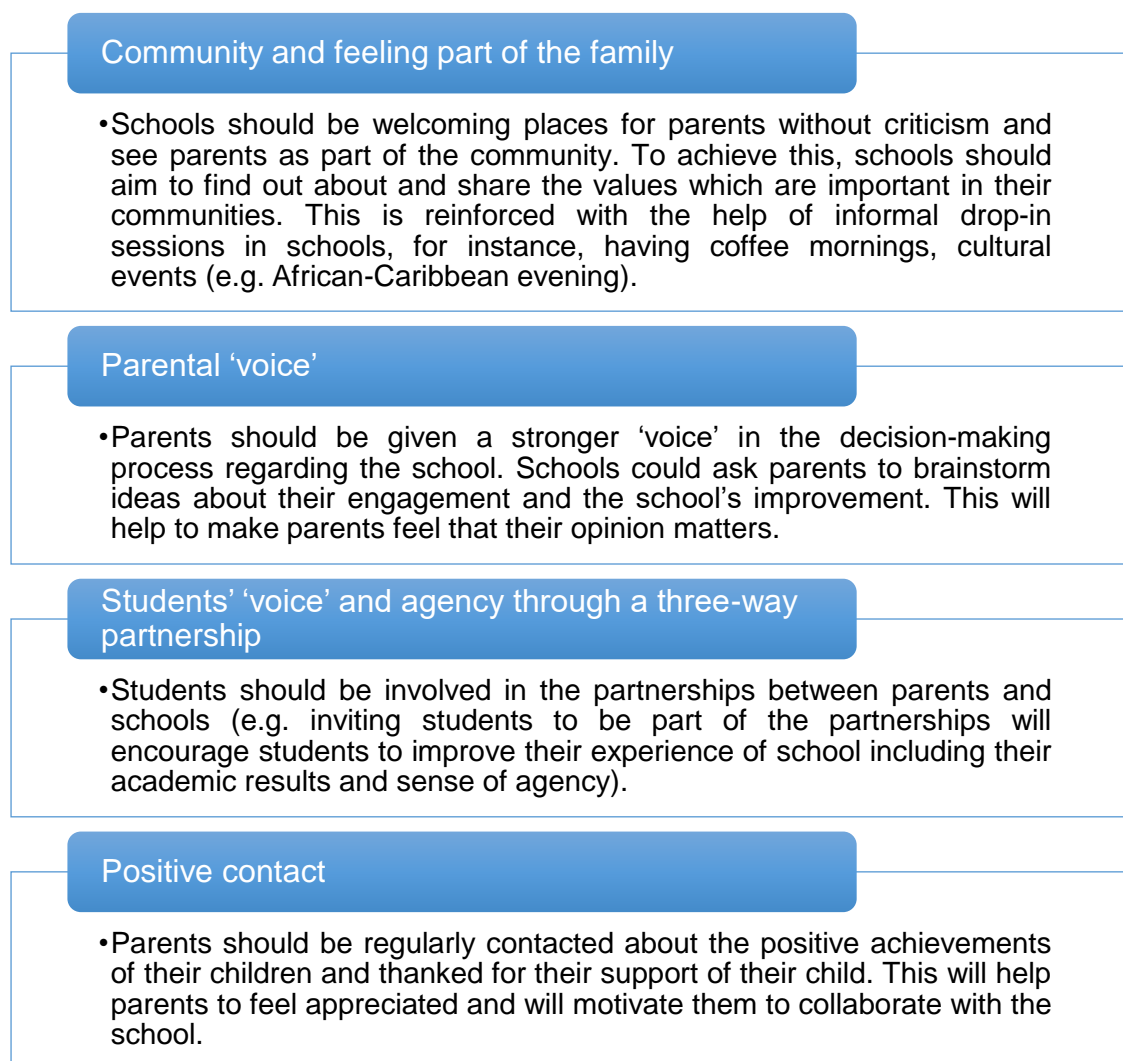 Community and feeling part of the family
•Schools should be welcoming places for parents without criticism and
see parents as part of the community. To achieve this, schools should
aim to find out about and share the values which are important in their
communities. This is reinforced with the help of informal drop-in
sessions in schools, for instance, having coffee mornings, cultural
events (e.g. African-Caribbean evening).
Parental ‘voice’
•Parents should be given a stronger ‘voice’ in the decision-making
process regarding the school. Schools could ask parents to brainstorm
ideas about their engagement and the school’s improvement. This will
help to make parents feel that their opinion matters.
Students’ ‘voice’ and agency through a three-way
partnership
•Students should be involved in the partnerships between parents and
schools (e.g. inviting students to be part of the partnerships will
encourage students to improve their experience of school including their
academic results and sense of agency).
Positive contact
•Parents should be regularly contacted about the positive achievements
of their children and thanked for their support of their child. This will help
parents to feel appreciated and will motivate them to collaborate with the
school.